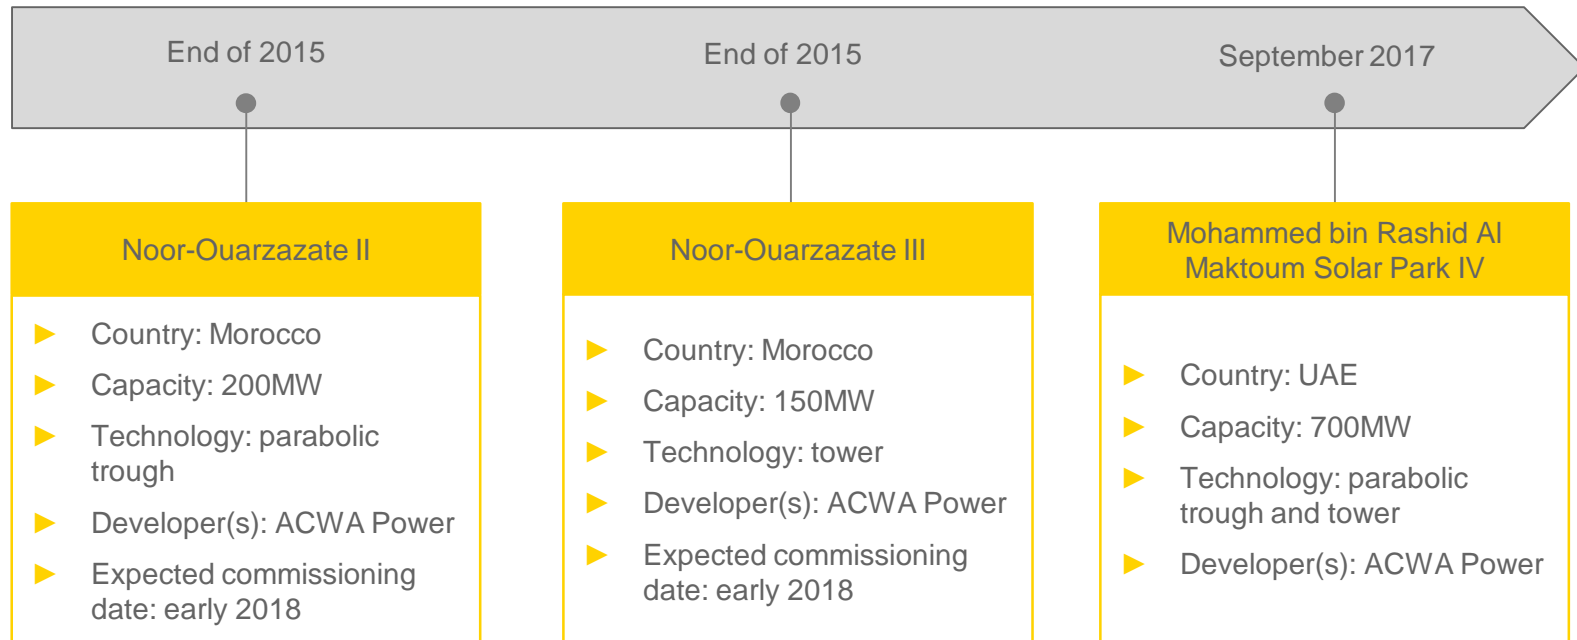 End of 2015
End of 2015
September 2017
Noor-Ouarzazate II
Country: Morocco
Capacity: 200MW
Technology: parabolic
trough
Developer(s): ACWA Power
Expected commissioning
date: early 2018
Noor-Ouarzazate III
Country: Morocco
Capacity: 150MW
Technology: tower
Developer(s): ACWA Power
Expected commissioning
date: early 2018
Mohammed bin Rashid Al
Maktoum Solar Park IV
Country: UAE
Capacity: 700MW
Technology: parabolic
trough and tower
Developer(s): ACWA Power